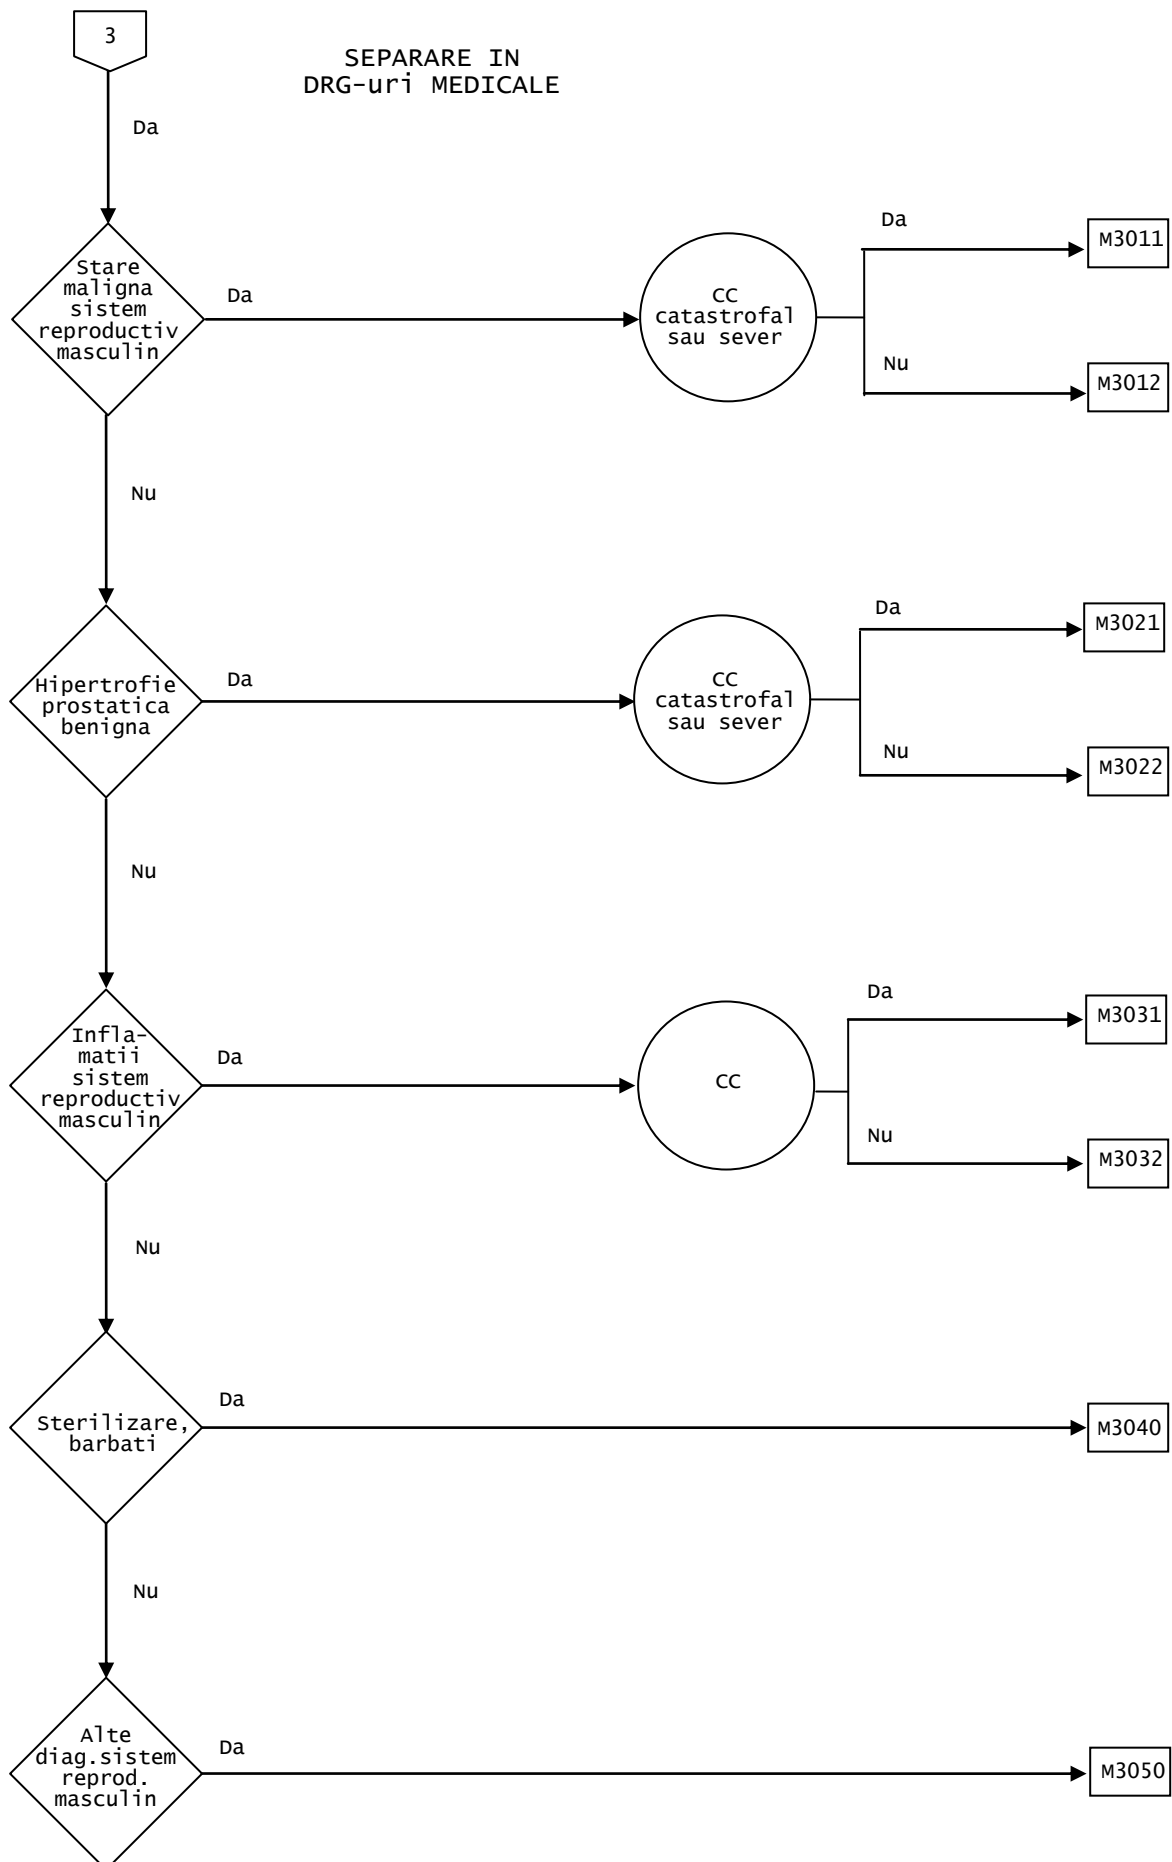 3
SEPARARE IN
DRG-uri MEDICALE
Da
Stare
maligna
sistem
reproductiv
masculin
Da
CC
catastrofal
sau sever
Da
M3011
Nu
M3012
Nu
Hipertrofie
prostatica
benigna
Da
CC
catastrofal
sau sever
Da
M3021
Nu
M3022
Nu
Infla-
matii
sistem
reproductiv
masculin
Da
CC
Da
M3031
Nu
M3032
Nu
Sterilizare,
barbati
Da
M3040
Nu
Alte
diag.sistem
reprod.
masculin
Da
M3050